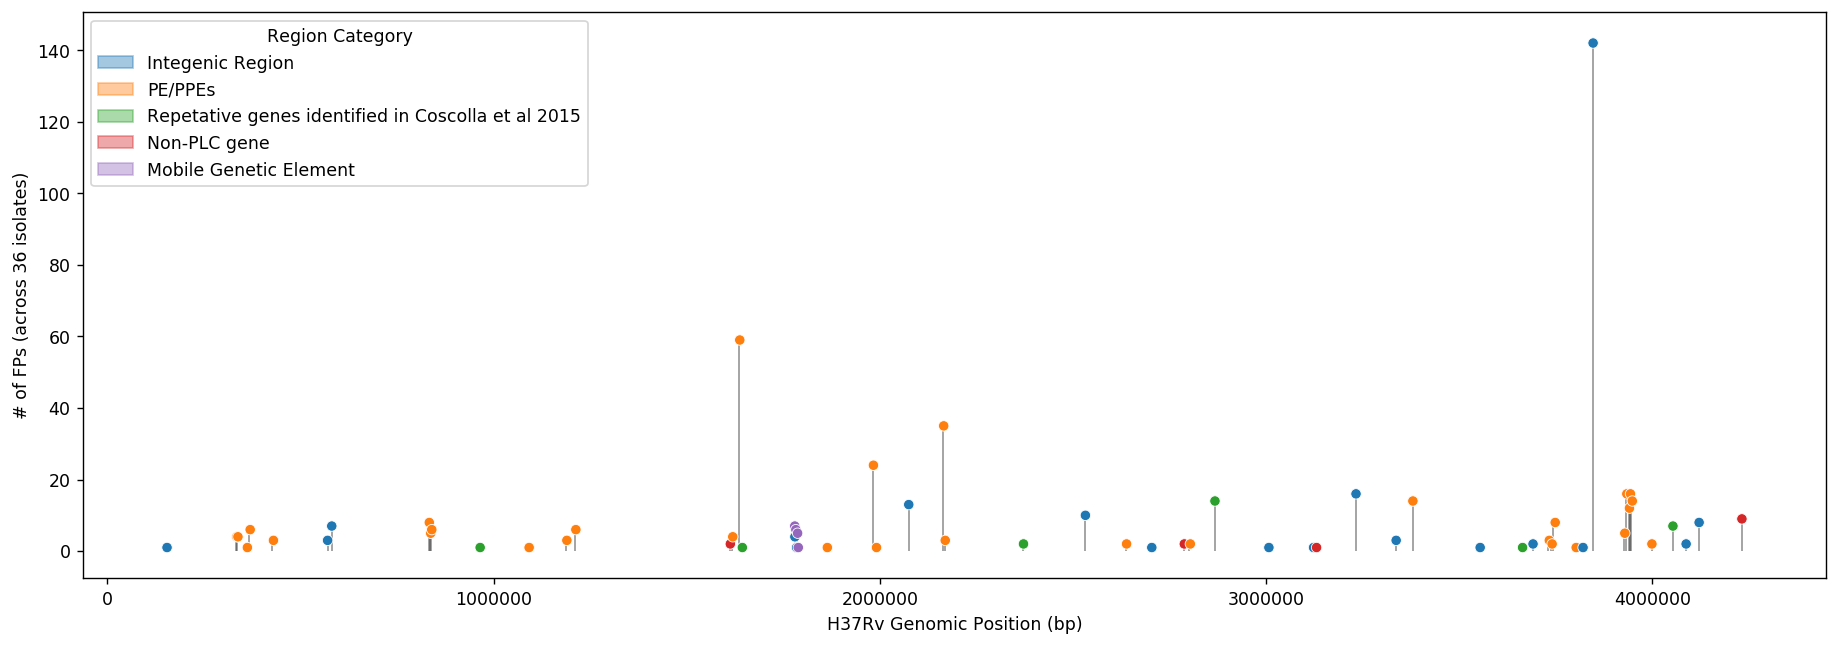 Region Category
Integenic Region
PE/PPEs
Repetative genes identified in Coscolla et al 2015
Non-PLC gene
Mobile Genetic Element
# of FPs (across 36 isolates)
140
120
100
80
60
40
20
0
0 1000000 2000000 3000000 4000000
H37Rv Genomic Position (bp)